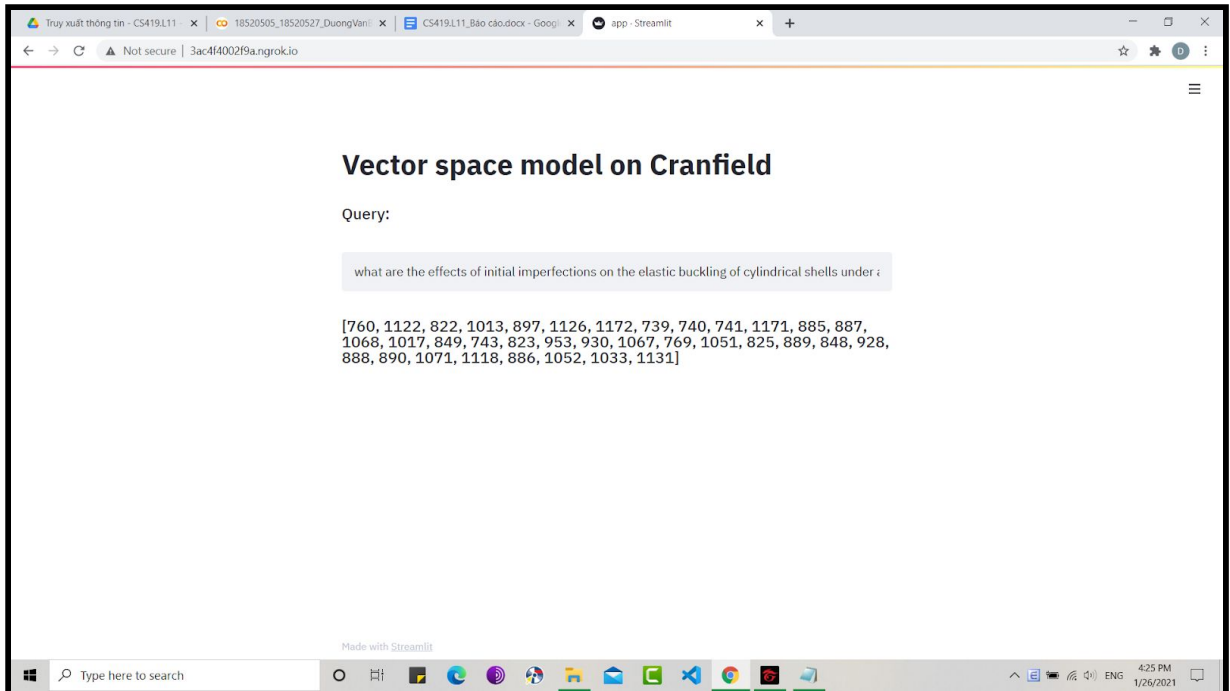 Truy xuất thông tin - CS419.L11 -
18520505_18520527_DuongVan
CS419.L11_Báo cáo.docx - Googl
app · Streamlit
Not secure | 3ac4f4002f9a.ngrok.io
D
Vector space model on Cranfield
Query:
what are the effects of initial imperfections on the elastic buckling of cylindrical shells under
[760, 1122, 822, 1013, 897, 1126, 1172, 739, 740, 741, 1171, 885, 887,
1068, 1017, 849, 743, 823, 953, 930, 1067, 769, 1051, 825, 889, 848, 928,
888, 890, 1071, 1118, 886, 1052, 1033, 1131]
Made with Streamlit
Type here to search
ENG
4:25 PM
1/26/2021